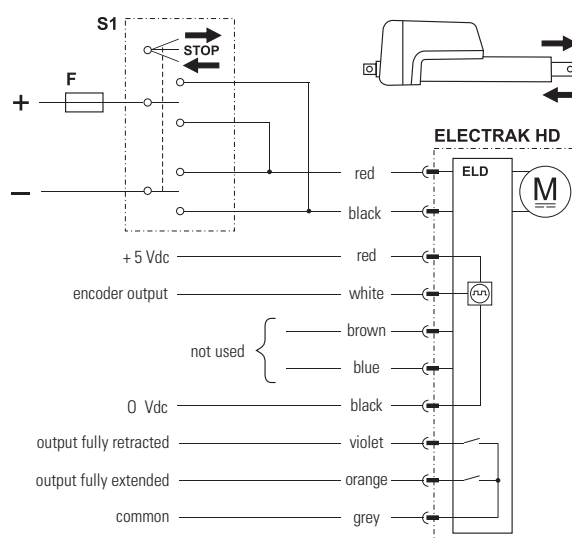 S1
STOP
F
+
–
ELECTRAK HD
ELD
M
red
black
+ 5 Vdc red
encoder output white
not used
brown
blue
0 Vdc black
output fully retracted violet
output fully extended orange
common grey